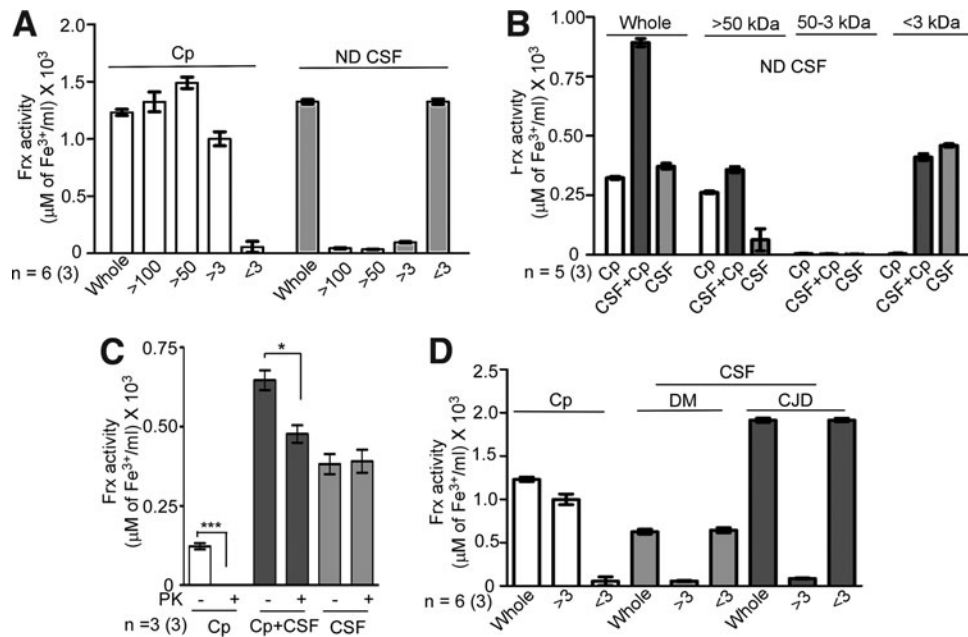 A
Frx activity
(μM of Fe³⁺/ml) X 10³
2.0
1.5
1.0
0.5
0
Cp
ND CSF
Whole
>100
>50
>3
<3
Whole
>100
>50
>3
<3
n = 6 (3)
B
Frx activity
(μM of Fe³⁺/ml) X 10³
1.00
0.75
0.50
0.25
0
Whole
>50 kDa
50-3 kDa
<3 kDa
ND CSF
Cp
CSF+Cp
CSF
Cp
CSF+Cp
CSF
Cp
CSF+Cp
CSF
Cp
CSF+Cp
CSF
n = 5 (3)
C
Frx activity
(μM of Fe³⁺/ml) X 10³
0.75
0.50
0.25
0
***
*
PK
-
+
-
+
-
+
n =3 (3)
Cp
Cp+CSF
CSF
D
Frx activity
(μM of Fe³⁺/ml) X 10³
2.5
2.0
1.5
1.0
0.5
0
CSF
Cp
DM
CJD
Whole
>3
<3
Whole
>3
<3
Whole
>3
<3
n = 6 (3)